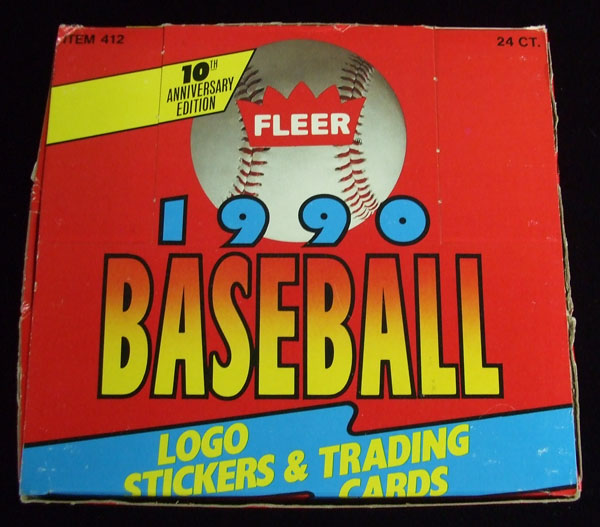 ITEM 412
24 CT.
10TH
ANNIVERSARY
EDITION
FLEER
1990
BASEBALL
LOGO
STICKERS & TRADING
CARDS